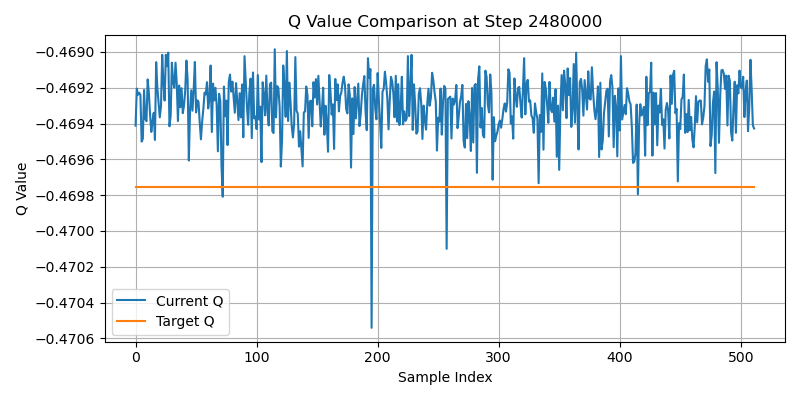 Q Value Comparison at Step 2480000
Q Value
−0.4690
−0.4692
−0.4694
−0.4696
−0.4698
−0.4700
−0.4702
−0.4704
−0.4706
Current Q
Target Q
0 100 200 300 400 500
Sample Index